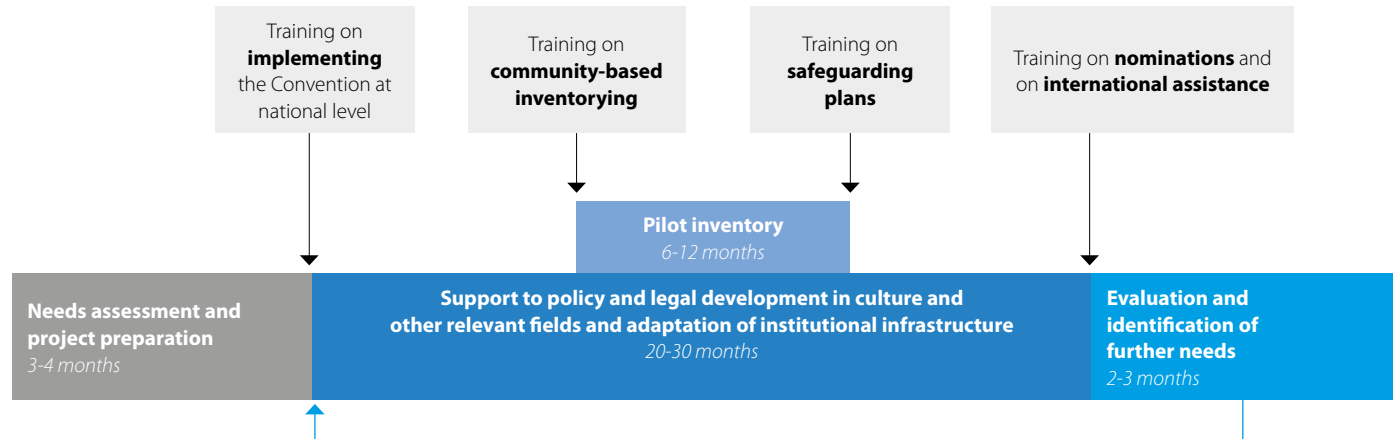 Training on
implementing
the Convention at
national level
Training on
community-based
inventorying
Training on
safeguarding
plans
Training on nominations and
on international assistance
Pilot inventory
6-12 months
Needs assessment and
project preparation
3-4 months
Support to policy and legal development in culture and
other relevant fields and adaptation of institutional infrastructure
20-30 months
Evaluation and
identification of
further needs
2-3 months